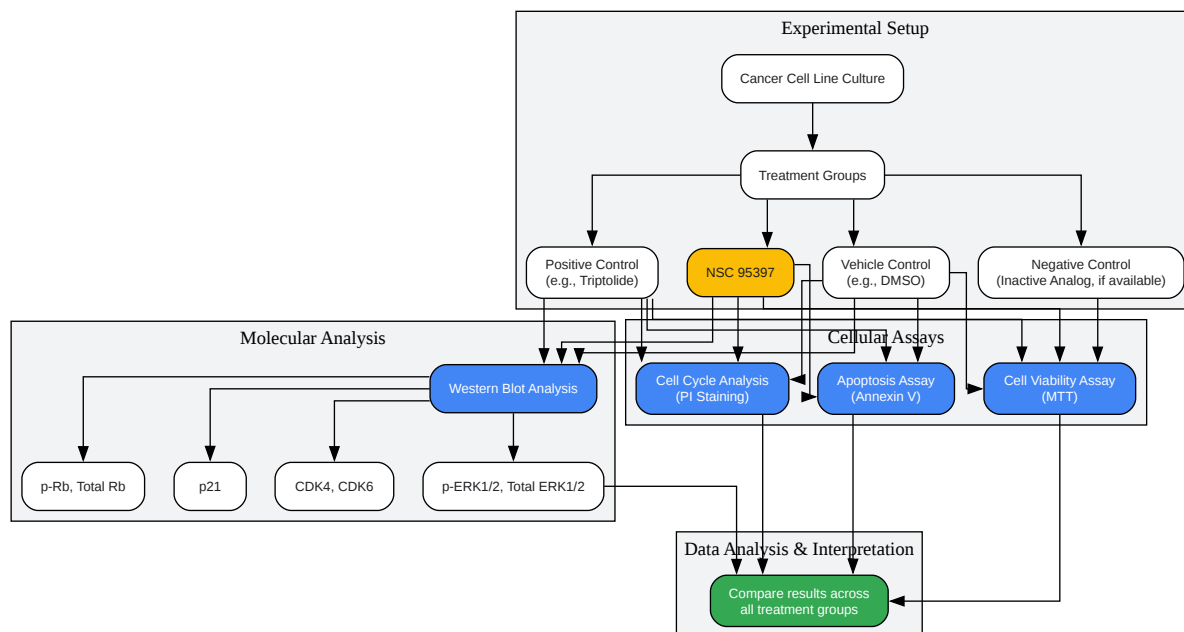 Experimental Setup
Cancer Cell Line Culture
Treatment Groups
Positive Control
(e.g., Triptolide)
NSC 95397
Vehicle Control
(e.g., DMSO)
Negative Control
(Inactive Analog, if available)
Molecular Analysis
Cellular Assays
Western Blot Analysis
Cell Cycle Analysis
(PI Staining)
Apoptosis Assay
(Annexin V)
Cell Viability Assay
(MTT)
p-Rb, Total Rb
p21
CDK4, CDK6
p-ERK1/2, Total ERK1/2
Data Analysis & Interpretation
Compare results across
all treatment groups